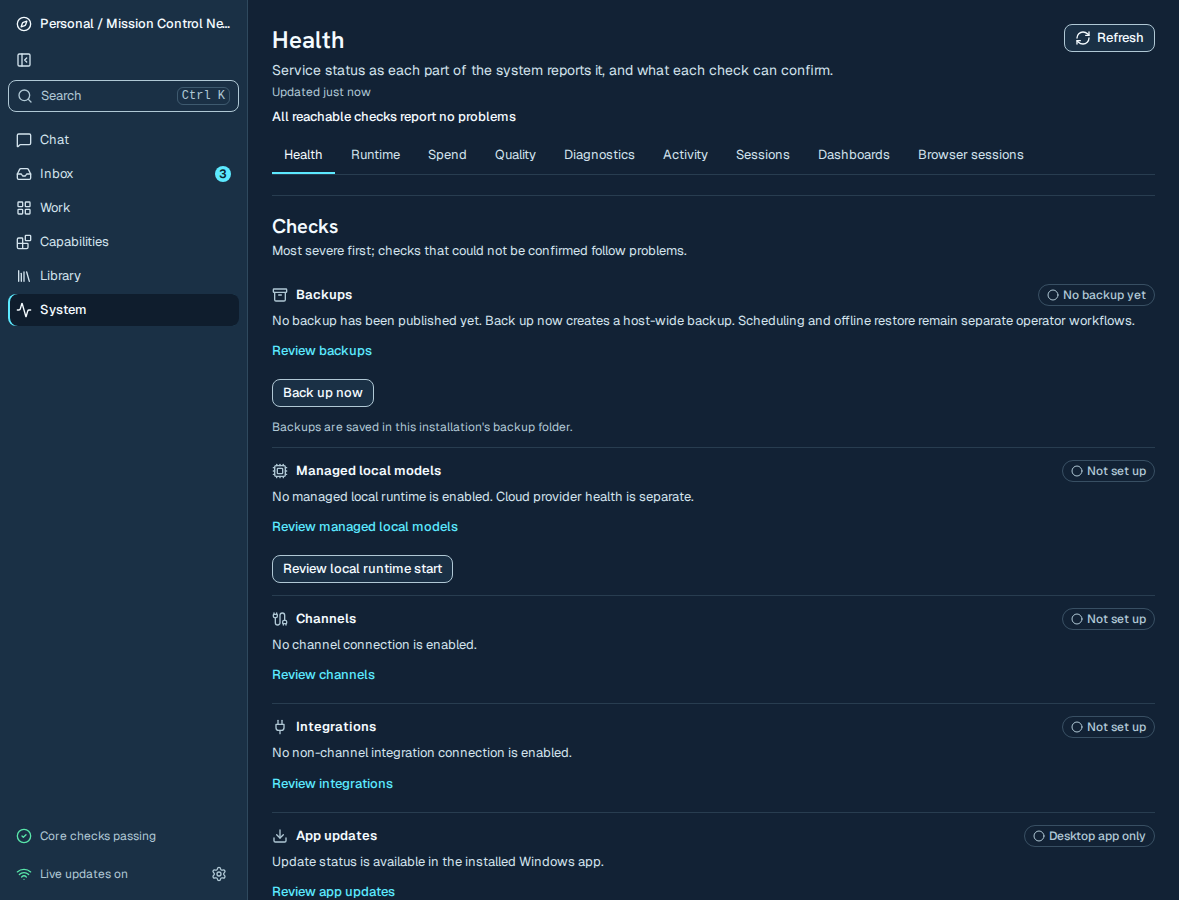 Personal / Mission Control Ne...
Search
Ctrl K
Chat
Inbox
3
Work
Capabilities
Library
System
Core checks passing
Live updates on
Health
Refresh
Service status as each part of the system reports it, and what each check can confirm.
Updated just now
All reachable checks report no problems
Health
Runtime
Spend
Quality
Diagnostics
Activity
Sessions
Dashboards
Browser sessions
Checks
Most severe first; checks that could not be confirmed follow problems.
Backups
No backup yet
No backup has been published yet. Back up now creates a host-wide backup. Scheduling and offline restore remain separate operator workflows.
Review backups
Back up now
Backups are saved in this installation's backup folder.
Managed local models
Not set up
No managed local runtime is enabled. Cloud provider health is separate.
Review managed local models
Review local runtime start
Channels
Not set up
No channel connection is enabled.
Review channels
Integrations
Not set up
No non-channel integration connection is enabled.
Review integrations
App updates
Desktop app only
Update status is available in the installed Windows app.
Review app updates